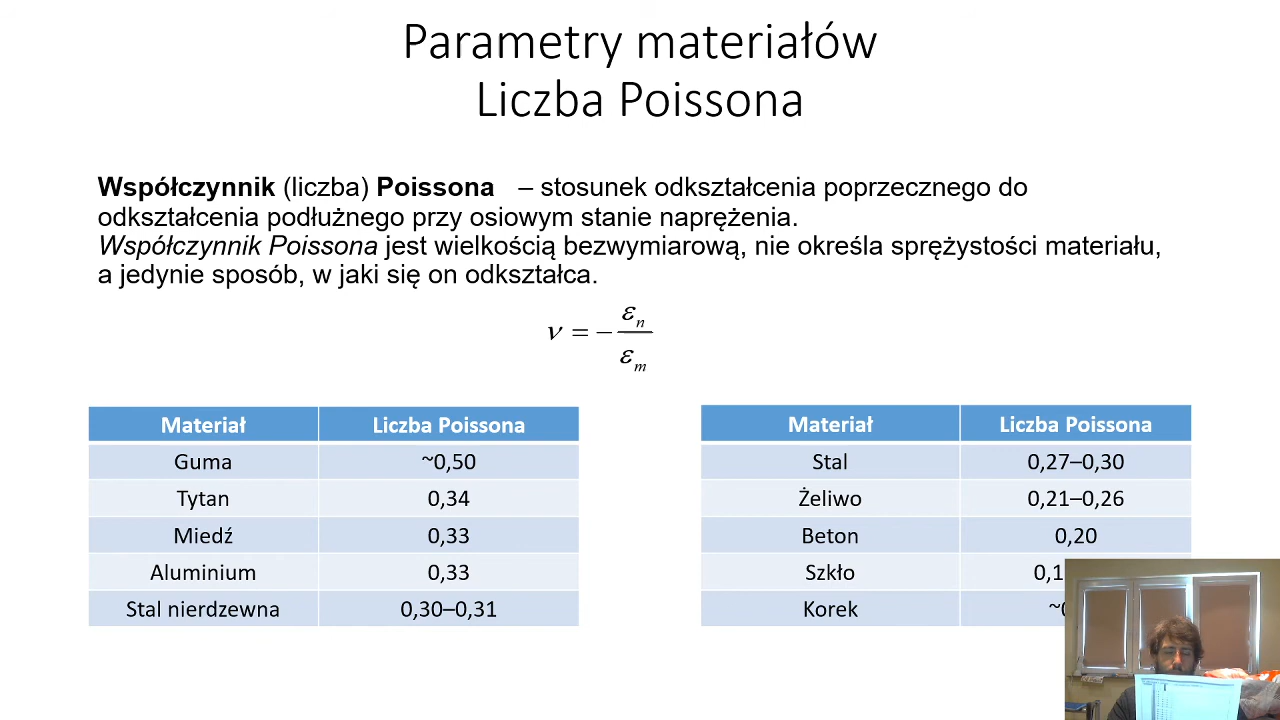 Parametry materiałów
Liczba Poissona
Współczynnik (liczba) Poissona – stosunek odkształcenia poprzecznego do
odkształcenia podłużnego przy osiowym stanie naprężenia.
Współczynnik Poissona jest wielkością bezwymiarową, nie określa sprężystości materiału,
a jedynie sposób, w jaki się on odkształca.
ν = − εn / εm
Materiał Liczba Poissona
Guma ~0,50
Tytan 0,34
Miedź 0,33
Aluminium 0,33
Stal nierdzewna 0,30–0,31
Materiał Liczba Poissona
Stal 0,27–0,30
Żeliwo 0,21–0,26
Beton 0,20
Szkło
Korek